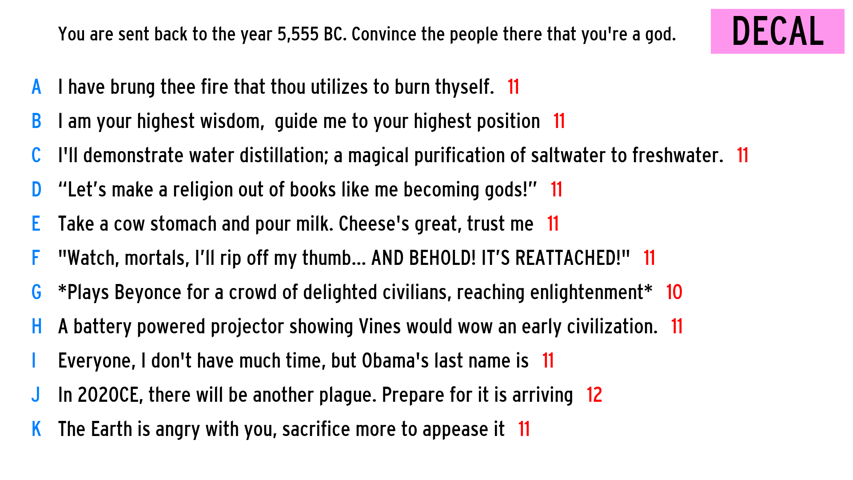 You are sent back to the year 5,555 BC. Convince the people there that you're a god.
DECAL
A I have brung thee fire that thou utilizes to burn thyself. 11
B I am your highest wisdom, guide me to your highest position 11
C I'll demonstrate water distillation; a magical purification of saltwater to freshwater. 11
D “Let’s make a religion out of books like me becoming gods!” 11
E Take a cow stomach and pour milk. Cheese's great, trust me 11
F "Watch, mortals, I’ll rip off my thumb... AND BEHOLD! IT’S REATTACHED!" 11
G *Plays Beyonce for a crowd of delighted civilians, reaching enlightenment* 10
H A battery powered projector showing Vines would wow an early civilization. 11
I Everyone, I don't have much time, but Obama's last name is 11
J In 2020CE, there will be another plague. Prepare for it is arriving 12
K The Earth is angry with you, sacrifice more to appease it 11